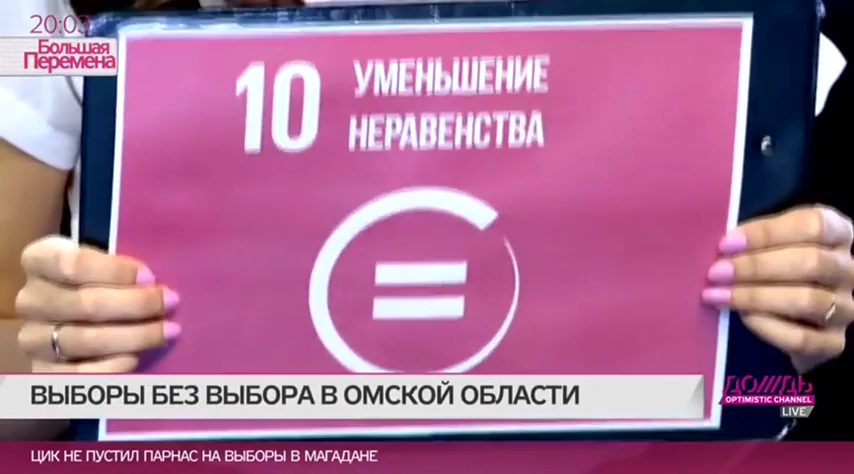 20:03
Большая
Перемена
10
УМЕНЬШЕНИЕ
НЕРАВЕНСТВА
ВЫБОРЫ БЕЗ ВЫБОРА В ОМСКОЙ ОБЛАСТИ
ДОЖДЬ
OPTIMISTIC CHANNEL
LIVE
ЦИК НЕ ПУСТИЛ ПАРНАС НА ВЫБОРЫ В МАГАДАНЕ